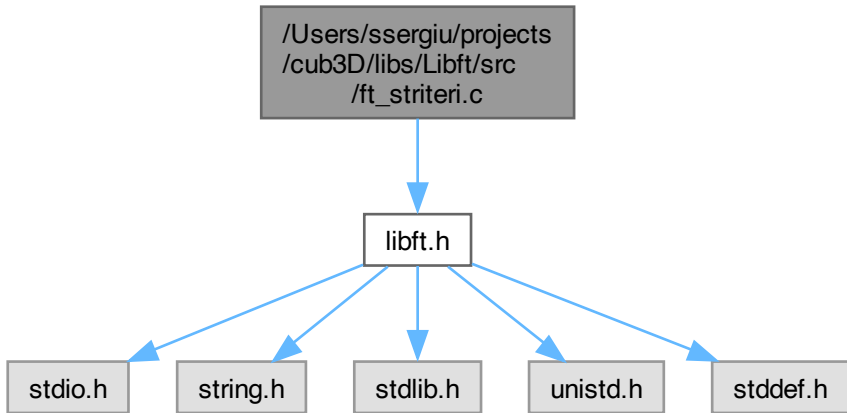 /Users/ssergiu/projects
/cub3D/libs/Libft/src
/ft_striteri.c
libft.h
stdio.h
string.h
stdlib.h
unistd.h
stddef.h